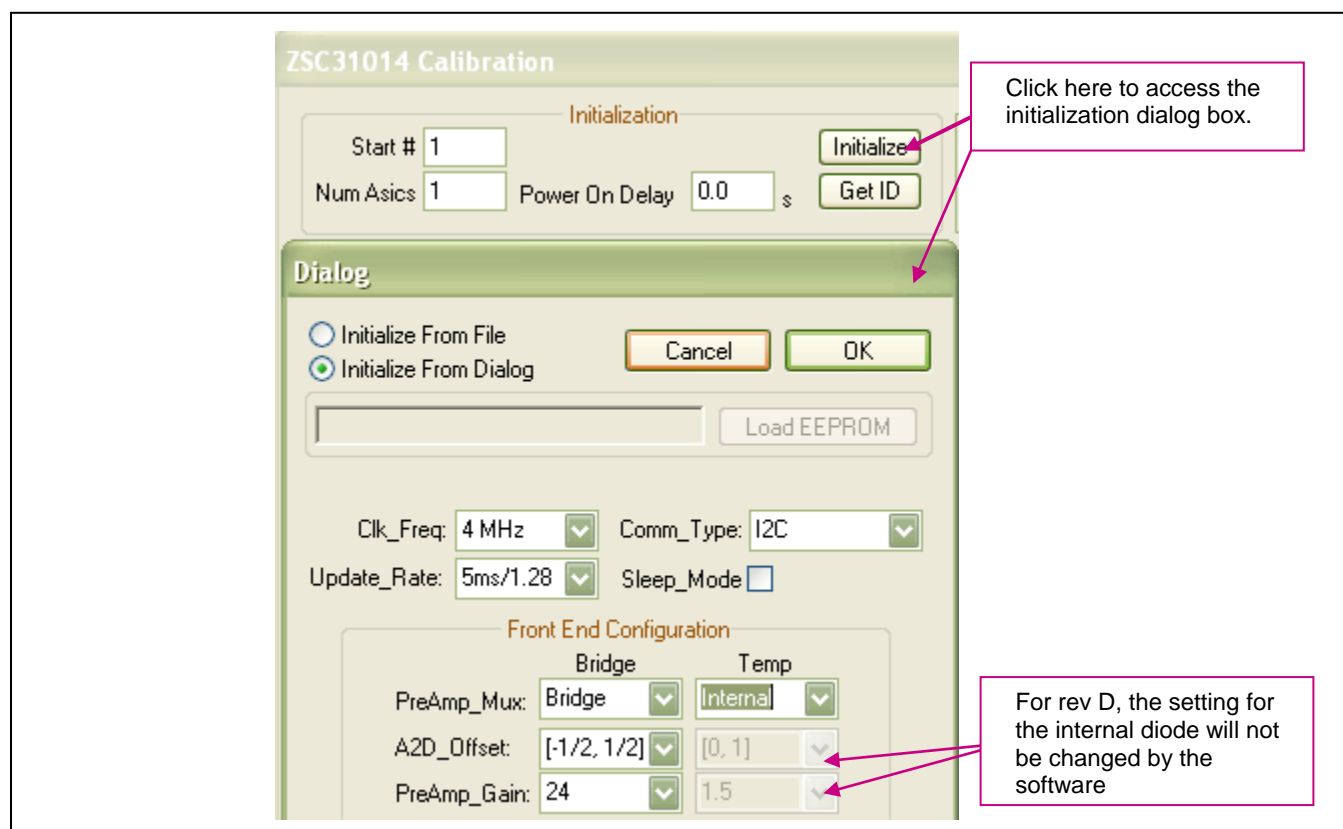 ZSC31014 Calibration
Click here to access the
initialization dialog box.
Initialization
Start # 1
Initialize
Num Asics 1 Power On Delay 0.0 s Get ID
Dialog
Initialize From File
Initialize From Dialog
Cancel OK
Load EEPROM
Clk_Freq: 4 MHz Comm_Type: I2C
Update_Rate: 5ms/1.28 Sleep_Mode
Front End Configuration
Bridge Temp
PreAmp_Mux: Bridge Internal
A2D_Offset: [-1/2, 1/2] [0, 1]
PreAmp_Gain: 24 1.5
For rev D, the setting for
the internal diode will not
be changed by the
software